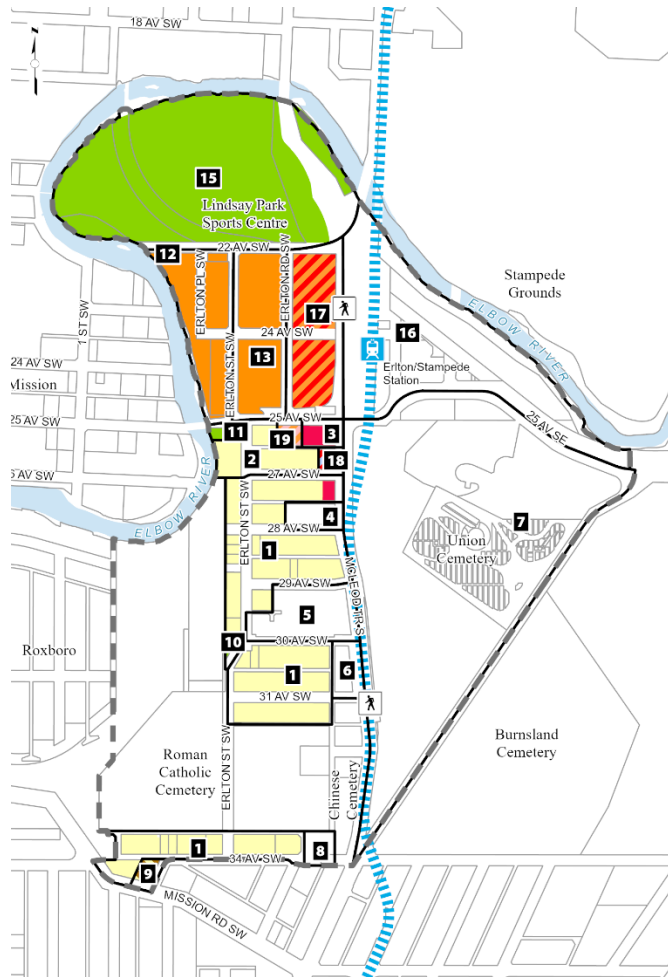 18 AV SW
15
Lindsay Park
Sports Centre
12
22 AV SW
ERLTON PL SW
ERLTON ST SW
ERLTON RD SW
17
24 AV SW
13
16
Erlton/Stampede
Station
Stampede
Grounds
ELBOW RIVER
1 ST SW
24 AV SW
Mission
25 AV SW
AV SW
ELBOW RIVER
25 AV SW
25 AV SE
11
19
3
2
18
27 AV SW
ERLTON ST SW
4
28 AV SW
1
7
Union
Cemetery
MCLEOD TR S
29 AV SW
5
10
30 AV SW
Roxboro
1
6
31 AV SW
ERLTON ST SW
Roman
Catholic
Cemetery
Chinese
Cemetery
Burnsland
Cemetery
1
8
34 AV SW
9
MISSION RD SW